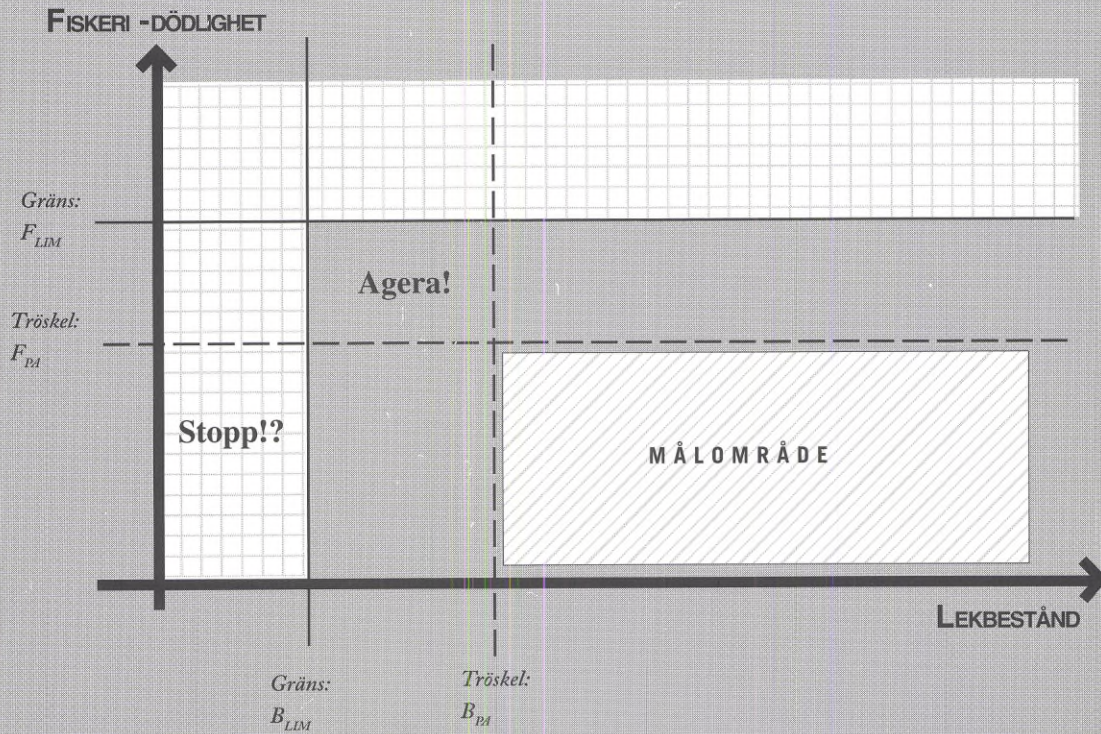 FISKERI -DÖDLIGHET
Gräns:
F_LIM
Agera!
Tröskel:
F_PA
Stopp!?
MÅLOMRÅDE
LEKBESTÅND
Gräns:
B_LIM
Tröskel:
B_PA